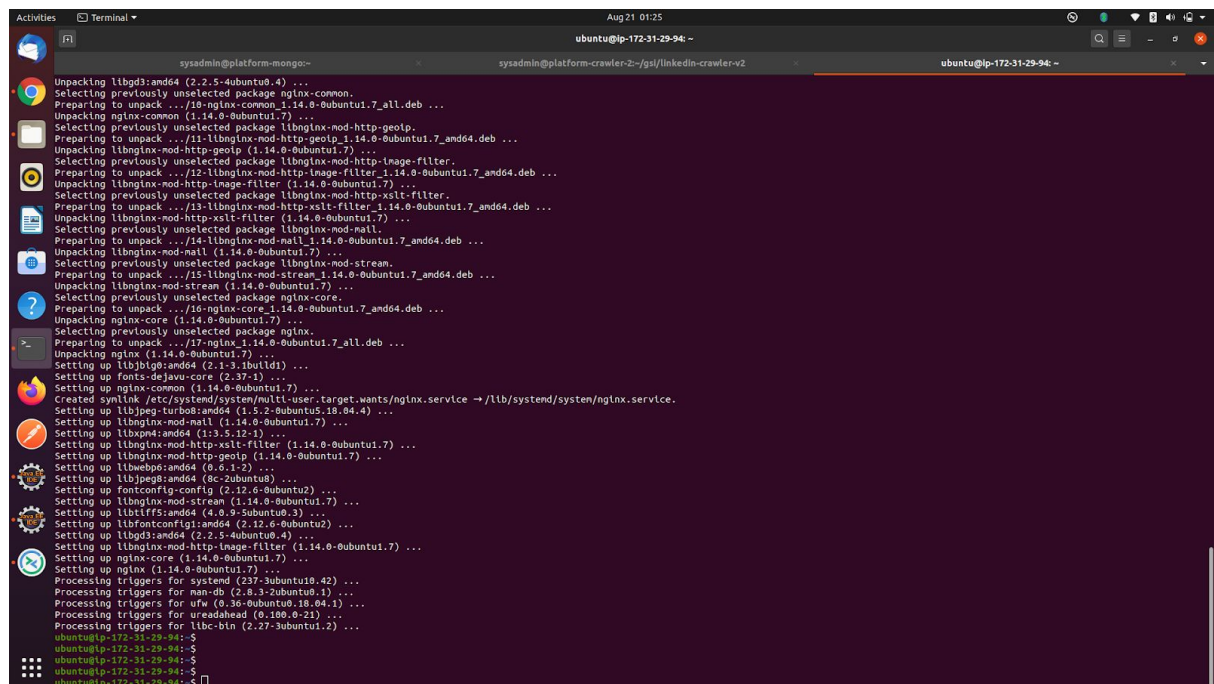 Activities
Terminal
Aug 21 01:25
ubuntu@ip-172-31-29-94: ~
sysadmin@platform-mongo:~
sysadmin@platform-crawler-2:~/gsi/linkedin-crawler-v2
ubuntu@ip-172-31-29-94: ~
Unpacking libgd3:amd64 (2.2.5-4ubuntu0.4) ...
Selecting previously unselected package nginx-common.
Preparing to unpack .../10-nginx-common_1.14.0-0ubuntu1.7_all.deb ...
Unpacking nginx-common (1.14.0-0ubuntu1.7) ...
Selecting previously unselected package libnginx-mod-http-geoip.
Preparing to unpack .../11-libnginx-mod-http-geoip_1.14.0-0ubuntu1.7_amd64.deb ...
Unpacking libnginx-mod-http-geoip (1.14.0-0ubuntu1.7) ...
Selecting previously unselected package libnginx-mod-http-image-filter.
Preparing to unpack .../12-libnginx-mod-http-image-filter_1.14.0-0ubuntu1.7_amd64.deb ...
Unpacking libnginx-mod-http-image-filter (1.14.0-0ubuntu1.7) ...
Selecting previously unselected package libnginx-mod-http-xslt-filter.
Preparing to unpack .../13-libnginx-mod-http-xslt-filter_1.14.0-0ubuntu1.7_amd64.deb ...
Unpacking libnginx-mod-http-xslt-filter (1.14.0-0ubuntu1.7) ...
Selecting previously unselected package libnginx-mod-mail.
Preparing to unpack .../14-libnginx-mod-mail_1.14.0-0ubuntu1.7_amd64.deb ...
Unpacking libnginx-mod-mail (1.14.0-0ubuntu1.7) ...
Selecting previously unselected package libnginx-mod-stream.
Preparing to unpack .../15-libnginx-mod-stream_1.14.0-0ubuntu1.7_amd64.deb ...
Unpacking libnginx-mod-stream (1.14.0-0ubuntu1.7) ...
Selecting previously unselected package nginx-core.
Preparing to unpack .../16-nginx-core_1.14.0-0ubuntu1.7_amd64.deb ...
Unpacking nginx-core (1.14.0-0ubuntu1.7) ...
Selecting previously unselected package nginx.
Preparing to unpack .../17-nginx_1.14.0-0ubuntu1.7_all.deb ...
Unpacking nginx (1.14.0-0ubuntu1.7) ...
Setting up libjbig0:amd64 (2.1-3.1build1) ...
Setting up fonts-dejavu-core (2.37-1) ...
Setting up nginx-common (1.14.0-0ubuntu1.7) ...
Created symlink /etc/systemd/system/multi-user.target.wants/nginx.service → /lib/systemd/system/nginx.service.
Setting up libjpeg-turbo8:amd64 (1.5.2-0ubuntu5.18.04.4) ...
Setting up libnginx-mod-mail (1.14.0-0ubuntu1.7) ...
Setting up libxpm4:amd64 (1:3.5.12-1) ...
Setting up libnginx-mod-http-xslt-filter (1.14.0-0ubuntu1.7) ...
Setting up libnginx-mod-http-geoip (1.14.0-0ubuntu1.7) ...
Setting up libwebp6:amd64 (0.6.1-2) ...
Setting up libjpeg8:amd64 (8c-2ubuntu8) ...
Setting up fontconfig-config (2.12.6-0ubuntu2) ...
Setting up libnginx-mod-stream (1.14.0-0ubuntu1.7) ...
Setting up libtiff5:amd64 (4.0.9-5ubuntu0.3) ...
Setting up libfontconfig1:amd64 (2.12.6-0ubuntu2) ...
Setting up libgd3:amd64 (2.2.5-4ubuntu0.4) ...
Setting up libnginx-mod-http-image-filter (1.14.0-0ubuntu1.7) ...
Setting up nginx-core (1.14.0-0ubuntu1.7) ...
Setting up nginx (1.14.0-0ubuntu1.7) ...
Processing triggers for systemd (237-3ubuntu10.42) ...
Processing triggers for man-db (2.8.3-2ubuntu0.1) ...
Processing triggers for ufw (0.36-0ubuntu0.18.04.1) ...
Processing triggers for ureadahead (0.100.0-21) ...
Processing triggers for libc-bin (2.27-3ubuntu1.2) ...
ubuntu@ip-172-31-29-94:~$
ubuntu@ip-172-31-29-94:~$
ubuntu@ip-172-31-29-94:~$
ubuntu@ip-172-31-29-94:~$
ubuntu@ip-172-31-29-94:~$
Java EE
IDE
Java EE
IDE